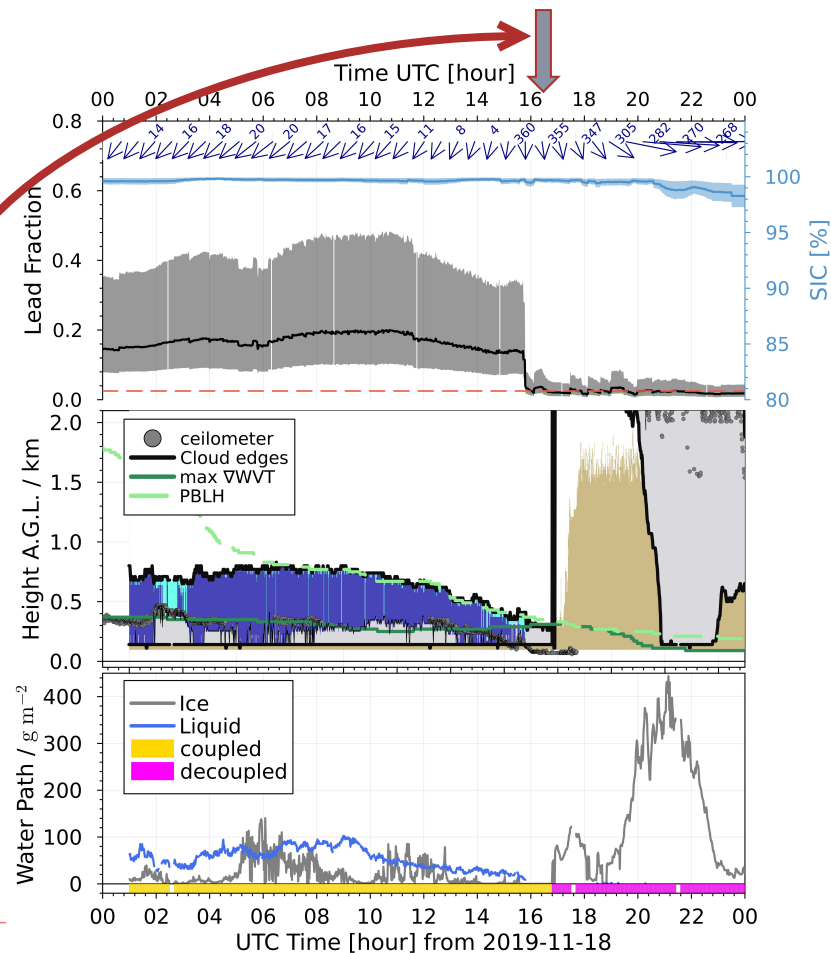 Time UTC [hour]
00 02 04 06 08 10 12 14 16 18 20 22 00
0.8
14 16 18 20 20 17 16 15 11 8 4 360 355 347 305 282 270 268
0.6
0.4
0.2
0.0
Lead Fraction
100
95
90
85
80
SIC [%]
2.0
1.5
1.0
0.5
0.0
Height A.G.L. / km
ceilometer
Cloud edges
max ∇WVT
PBLH
400
300
200
100
0
Water Path / g m⁻²
Ice
Liquid
coupled
decoupled
00 02 04 06 08 10 12 14 16 18 20 22 00
UTC Time [hour] from 2019-11-18